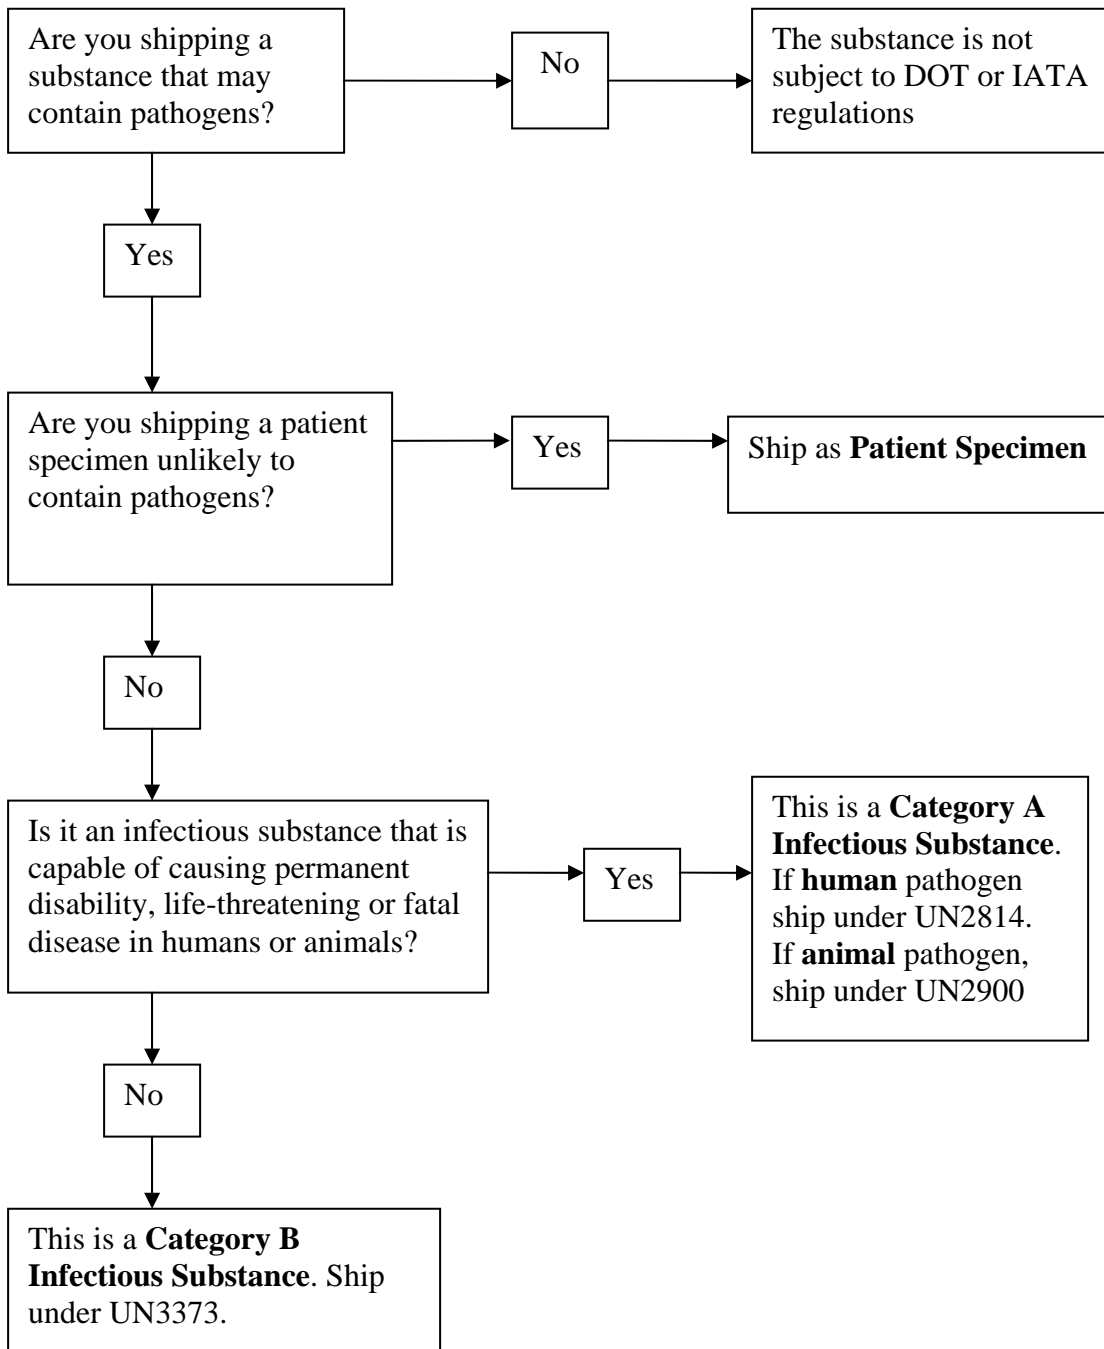 Are you shipping a
substance that may
contain pathogens?
No
The substance is not
subject to DOT or IATA
regulations
Yes
Are you shipping a patient
specimen unlikely to
contain pathogens?
Yes
Ship as Patient Specimen
No
Is it an infectious substance that is
capable of causing permanent
disability, life-threatening or fatal
disease in humans or animals?
Yes
This is a Category A
Infectious Substance.
If human pathogen
ship under UN2814.
If animal pathogen,
ship under UN2900
No
This is a Category B
Infectious Substance. Ship
under UN3373.